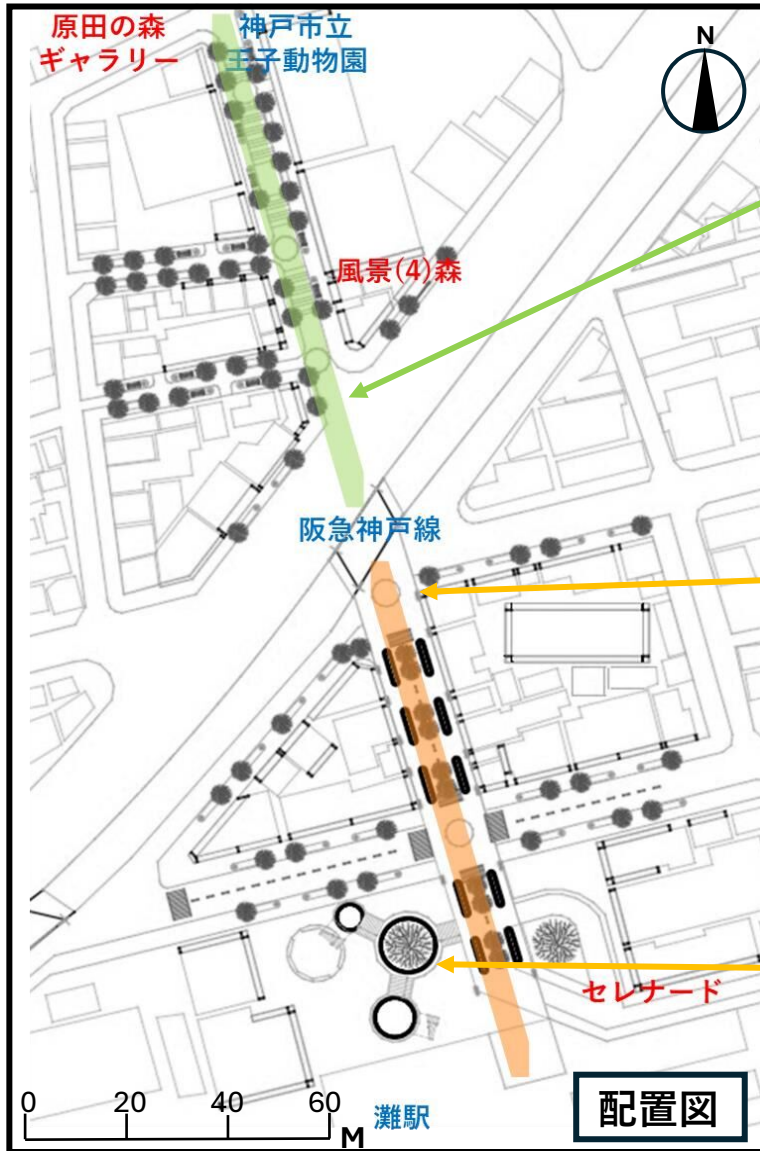 原田の森
ギャラリー
神戸市立
王子動物園
N
風景(4)森
阪急神戸線
セレナード
0 20 40 60
M
灘駅
配置図